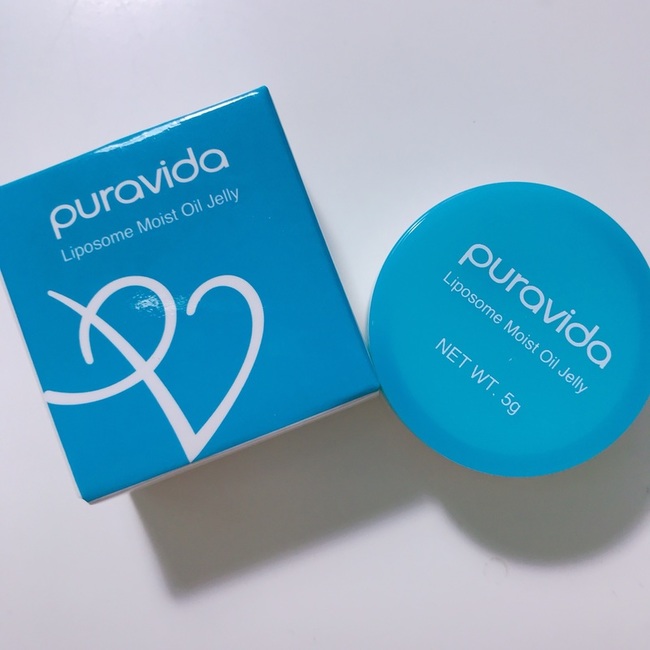 puravida
Liposome Moist Oil Jelly
puravida
Liposome Moist Oil Jelly
NET WT. 5g